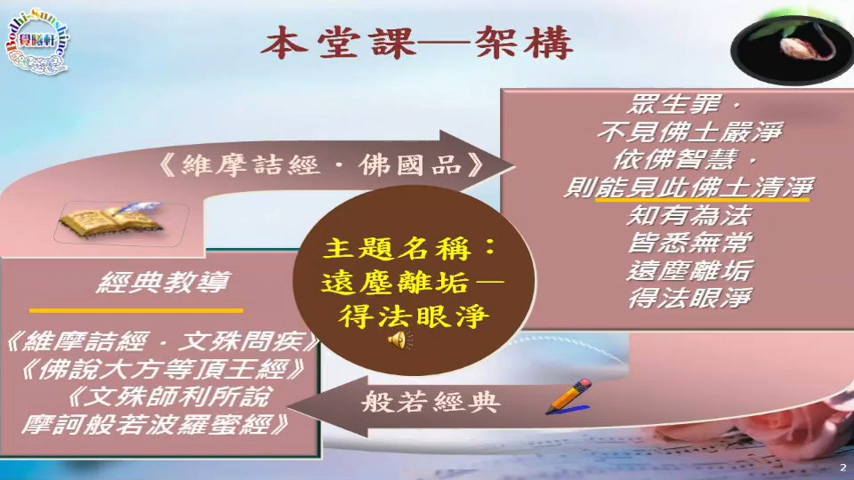 Bodhi-Sunshine
覺曦軒
本堂課—架構
《維摩詰經．佛國品》
眾生罪．
不見佛土嚴淨
依佛智慧．
則能見此佛土清淨
知有為法
皆悉無常
遠塵離垢
得法眼淨
主題名稱：
遠塵離垢－
得法眼淨
經典教導
《維摩詰經．文殊問疾》
《佛說大方等頂王經》
《文殊師利所說
摩訶般若波羅蜜經》
般若經典
2